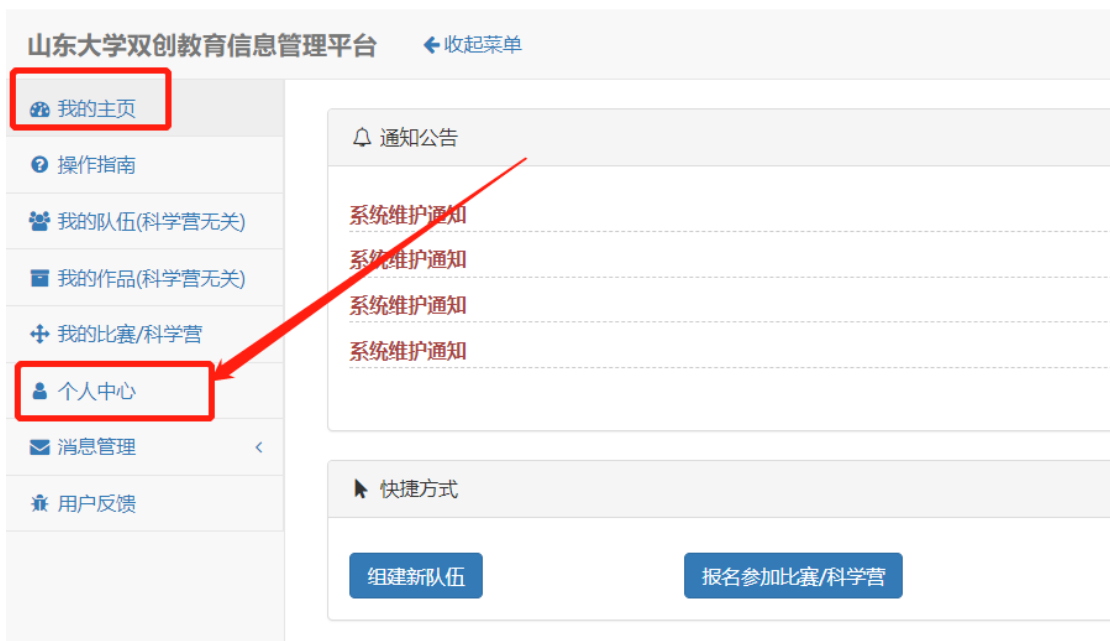 山东大学双创教育信息管理平台 收起菜单
我的主页
操作指南
我的队伍(科学营无关)
我的作品(科学营无关)
我的比赛/科学营
个人中心
消息管理
用户反馈
通知公告
系统维护通知
系统维护通知
系统维护通知
系统维护通知
快捷方式
组建新队伍 报名参加比赛/科学营